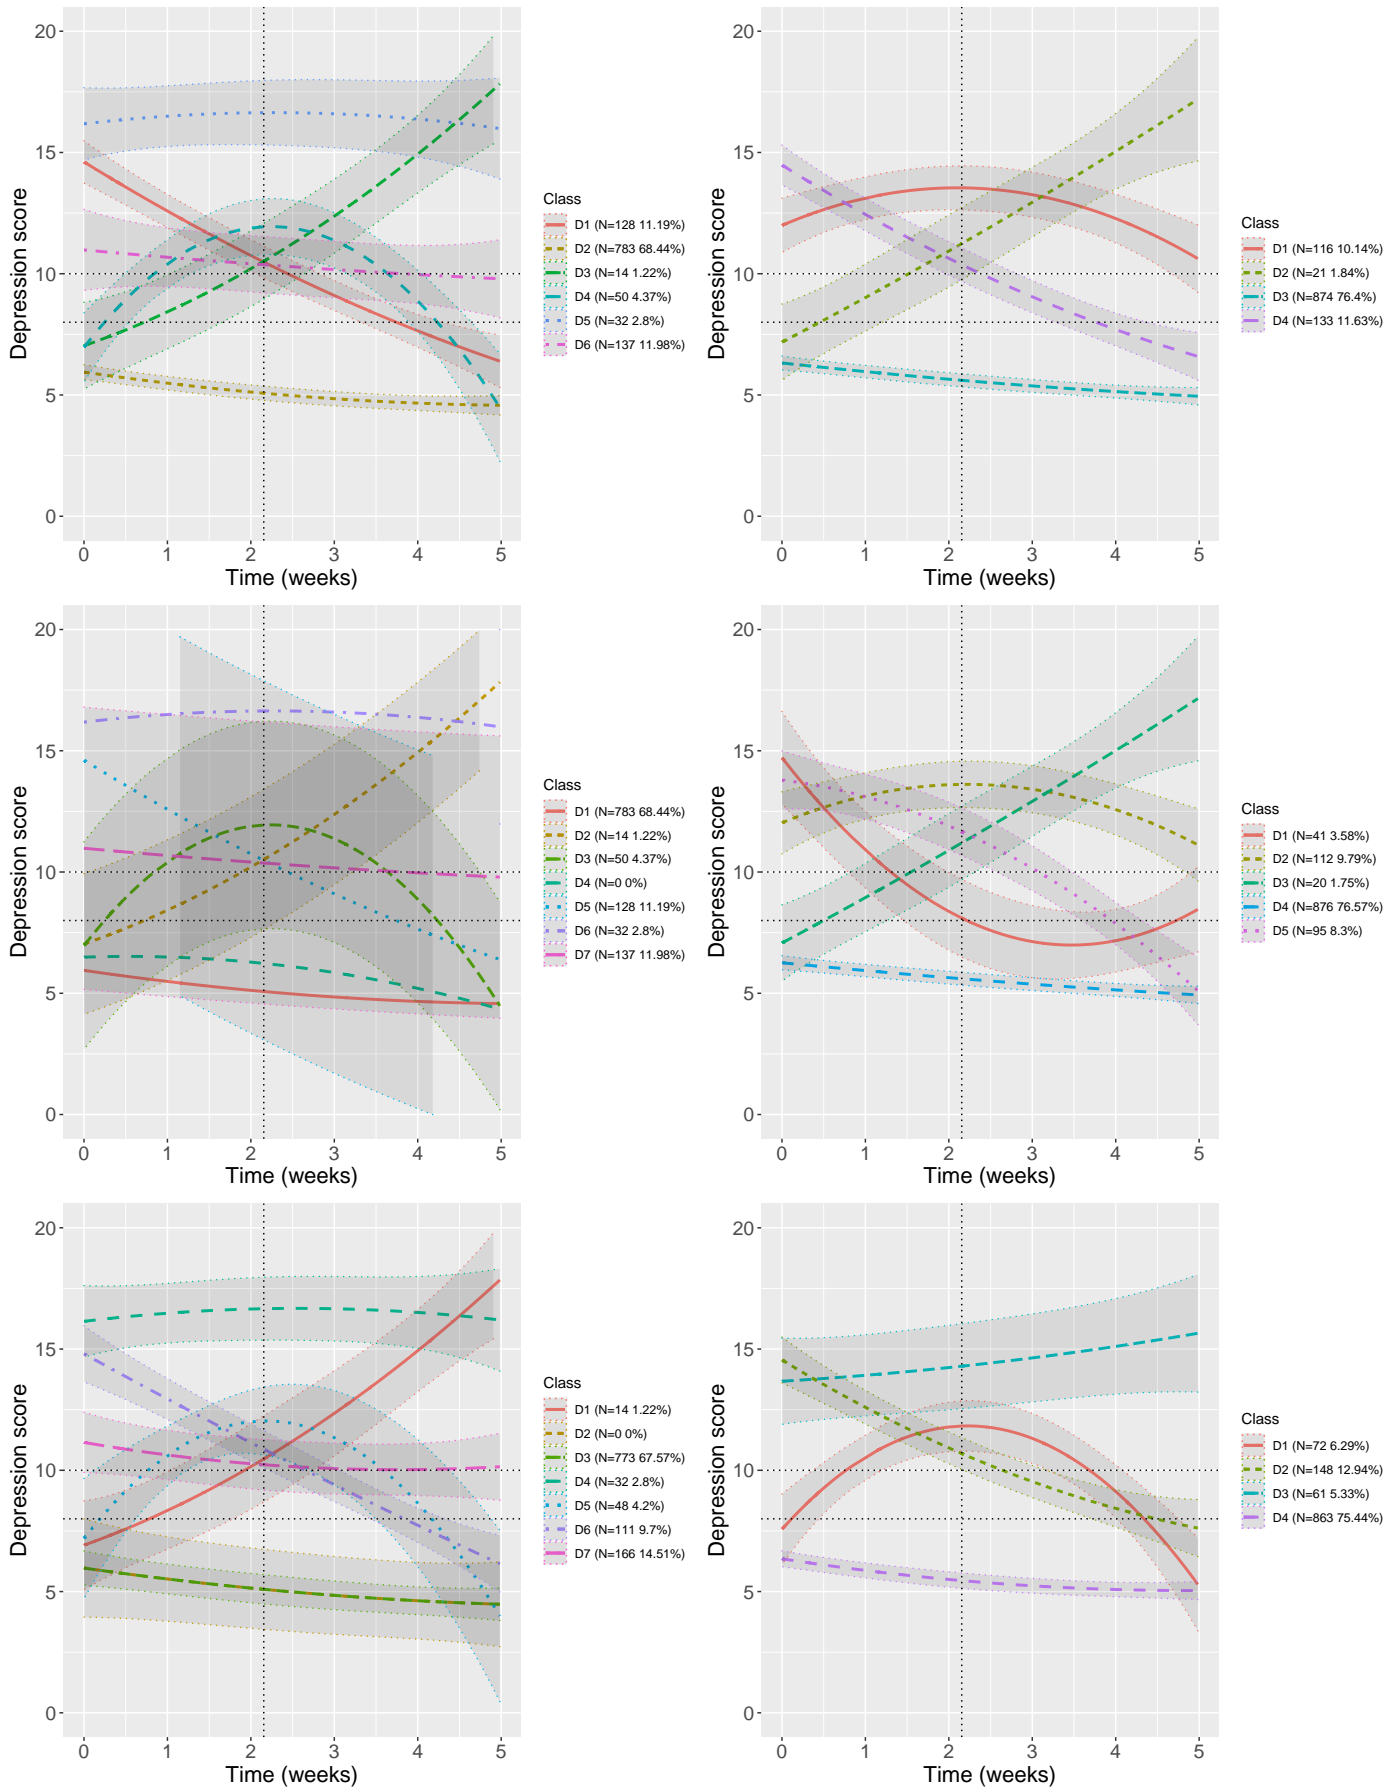 20
15
10
5
0
Depression score
0 1 2 3 4 5
Time (weeks)
Class
D1 (N=128 11.19%)
D2 (N=783 68.44%)
D3 (N=14 1.22%)
D4 (N=50 4.37%)
D5 (N=32 2.8%)
D6 (N=137 11.98%)
20
15
10
5
0
Depression score
0 1 2 3 4 5
Time (weeks)
Class
D1 (N=116 10.14%)
D2 (N=21 1.84%)
D3 (N=874 76.4%)
D4 (N=133 11.63%)
20
15
10
5
0
Depression score
0 1 2 3 4 5
Time (weeks)
Class
D1 (N=783 68.44%)
D2 (N=14 1.22%)
D3 (N=50 4.37%)
D4 (N=0 0%)
D5 (N=128 11.19%)
D6 (N=32 2.8%)
D7 (N=137 11.98%)
20
15
10
5
0
Depression score
0 1 2 3 4 5
Time (weeks)
Class
D1 (N=41 3.58%)
D2 (N=112 9.79%)
D3 (N=20 1.75%)
D4 (N=876 76.57%)
D5 (N=95 8.3%)
20
15
10
5
0
Depression score
0 1 2 3 4 5
Time (weeks)
Class
D1 (N=14 1.22%)
D2 (N=0 0%)
D3 (N=773 67.57%)
D4 (N=32 2.8%)
D5 (N=48 4.2%)
D6 (N=111 9.7%)
D7 (N=166 14.51%)
20
15
10
5
0
Depression score
0 1 2 3 4 5
Time (weeks)
Class
D1 (N=72 6.29%)
D2 (N=148 12.94%)
D3 (N=61 5.33%)
D4 (N=863 75.44%)